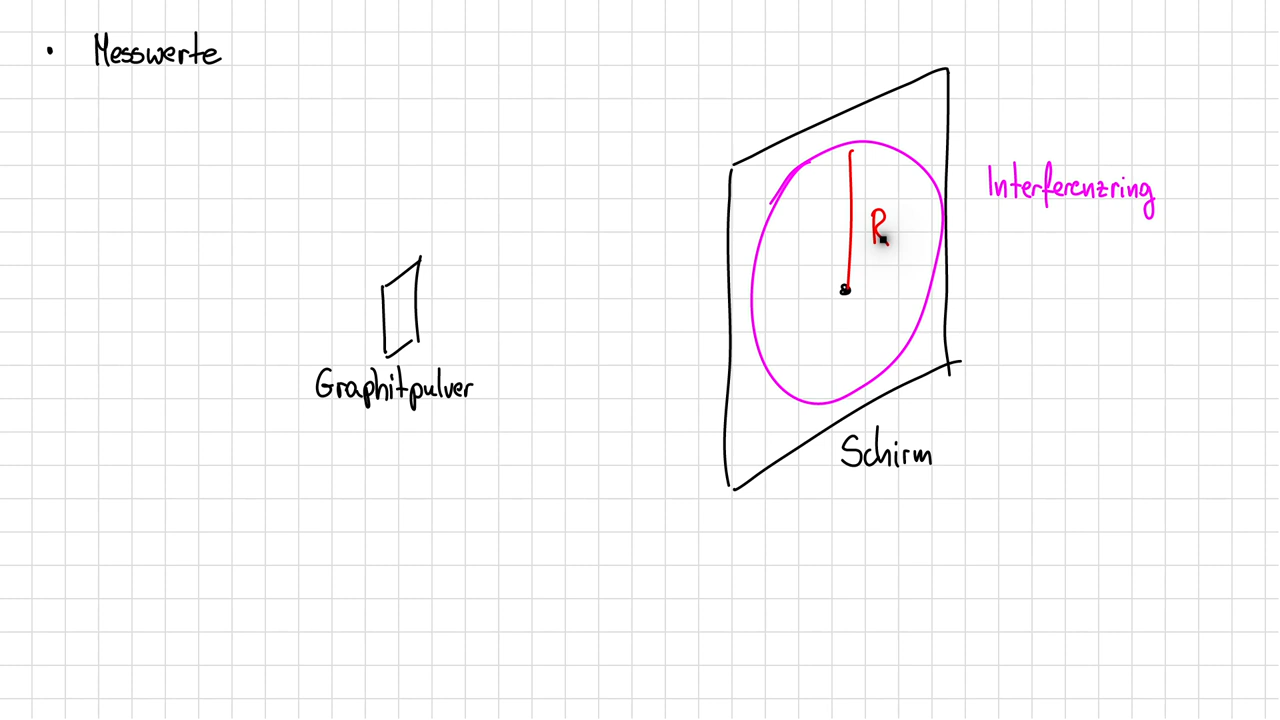 • Messwerte
Interferenzring
R
Graphitpulver
Schirm